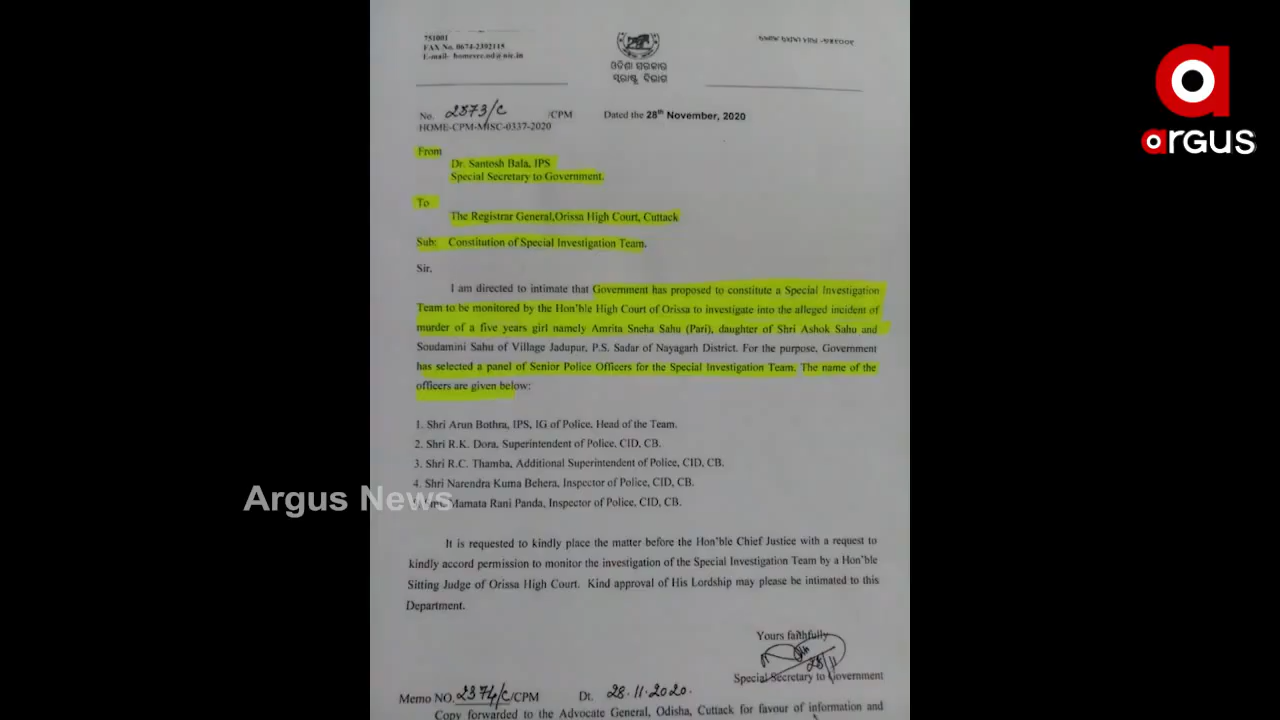 751001
FAX No. 0674-2392115
E-mail- homesec.od@nic.in
ଓଡ଼ିଶା ସରକାର
ସ୍ୱରାଷ୍ଟ୍ର ବିଭାଗ
No. 2373/C /CPM Dated the 28th November, 2020
HOME-CPM-MISC-0337-2020
From
Dr. Santosh Bala, IPS
Special Secretary to Government.
To
The Registrar General,Orissa High Court, Cuttack
Sub: Constitution of Special Investigation Team.
Sir,
I am directed to intimate that Government has proposed to constitute a Special Investigation
Team to be monitored by the Hon'ble High Court of Orissa to investigate into the alleged incident of
murder of a five years girl namely Amrita Sneha Sahu (Pari), daughter of Shri Ashok Sahu and
Soudamini Sahu of Village Jadupur, P.S. Sadar of Nayagarh District. For the purpose, Government
has selected a panel of Senior Police Officers for the Special Investigation Team. The name of the
officers are given below:
1. Shri Arun Bothra, IPS, IG of Police, Head of the Team.
2. Shri R.K. Dora, Superintendent of Police, CID, CB.
3. Shri R.C. Thamba, Additional Superintendent of Police, CID, CB.
4. Shri Narendra Kuma Behera, Inspector of Police, CID, CB.
Mamata Rani Panda, Inspector of Police, CID, CB.
It is requested to kindly place the matter before the Hon'ble Chief Justice with a request to
kindly accord permission to monitor the investigation of the Special Investigation Team by a Hon'ble
Sitting Judge of Orissa High Court. Kind approval of His Lordship may please be intimated to this
Department.
Yours faithfully
28/11
Special Secretary to Government
Memo NO. 2374/C/CPM Dt. 28.11.2020.
Copy forwarded to the Advocate General, Odisha, Cuttack for favour of information and
argus
Argus News